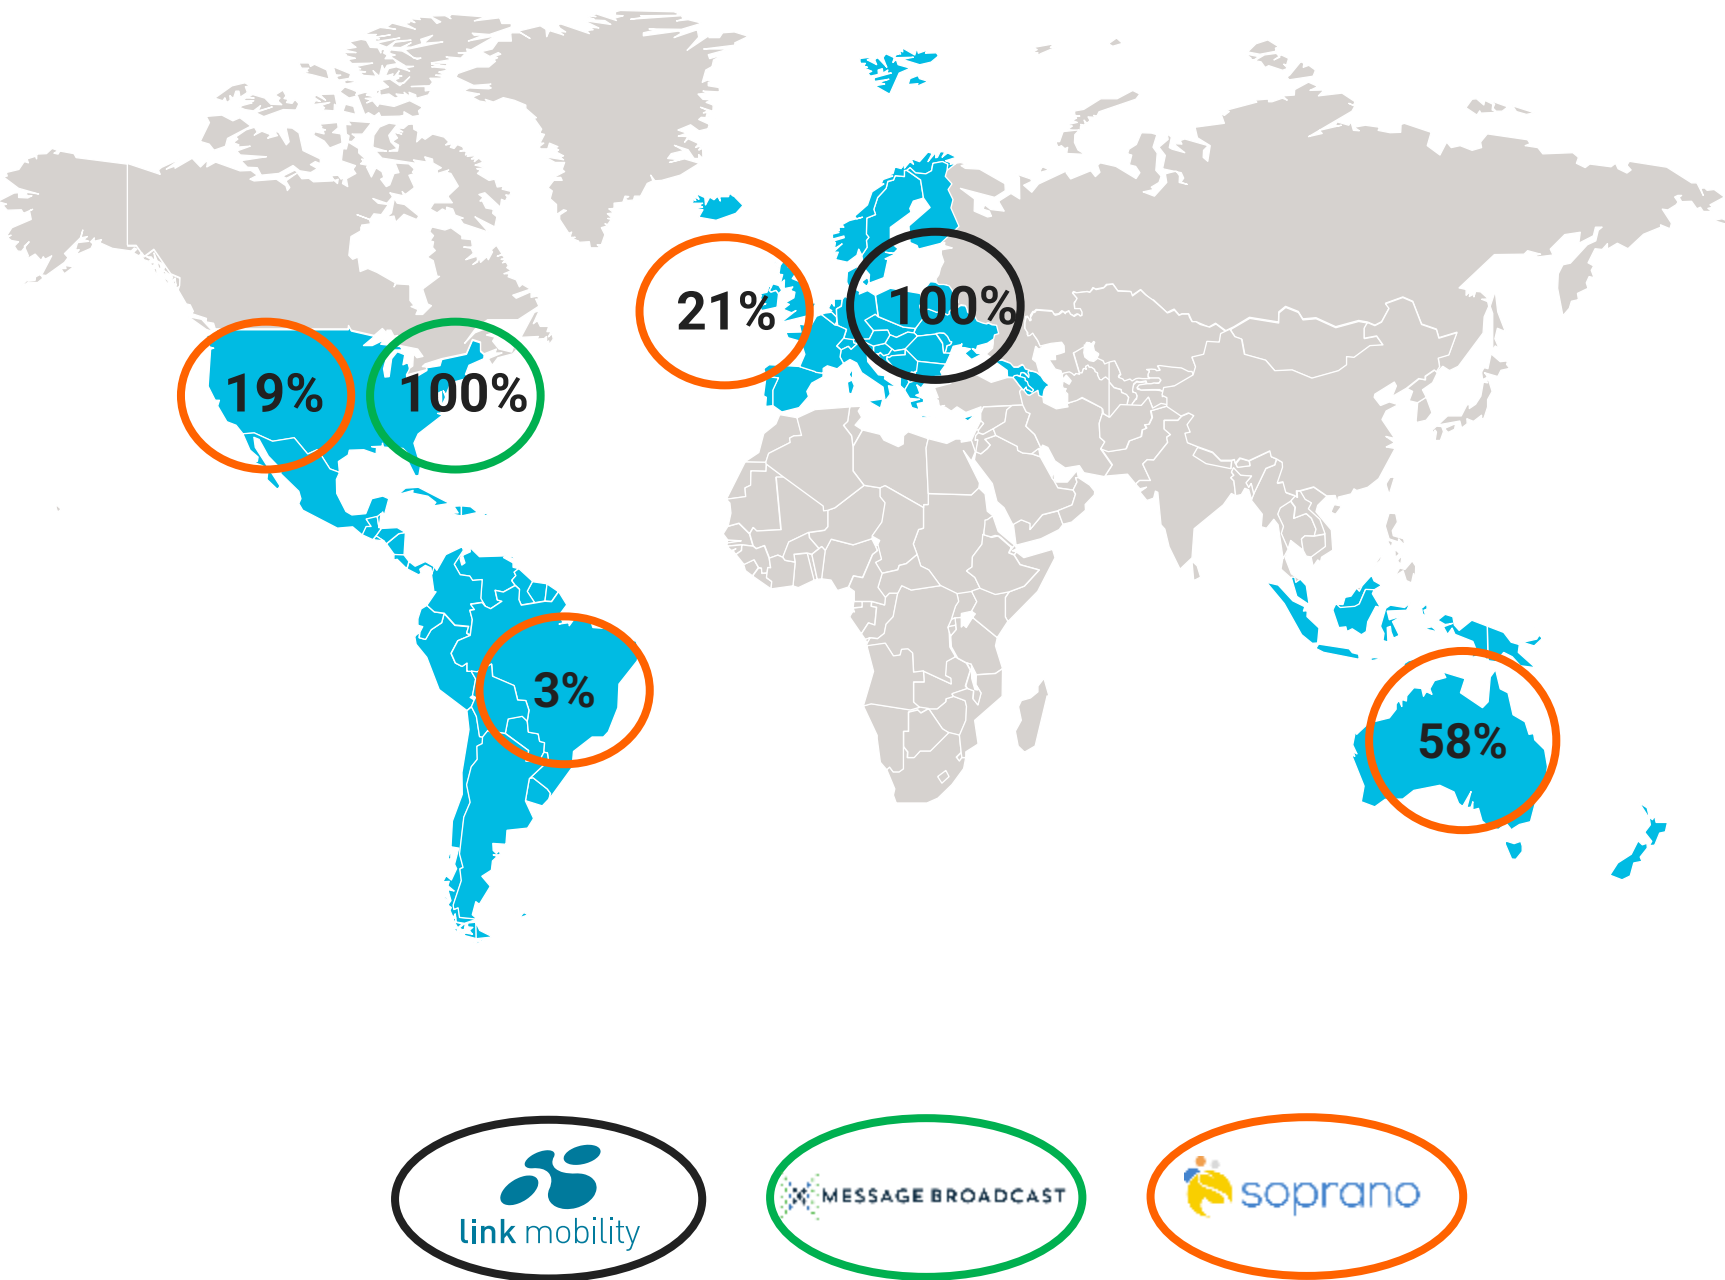 21%
100%
19%
100%
3%
58%
link mobility
MESSAGE BROADCAST
soprano